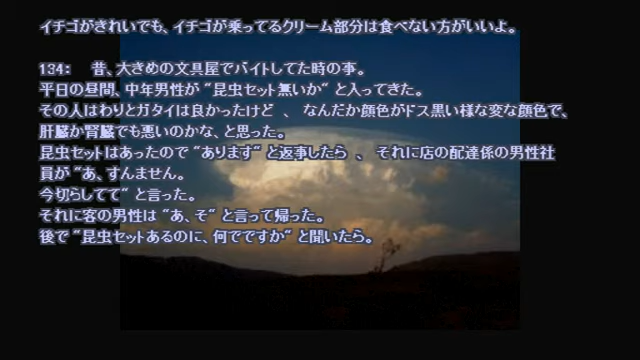 イチゴがきれいでも、イチゴが乗ってるクリーム部分は食べない方がいいよ。
134:　昔、大きめの文具屋でバイトしてた時の事。
平日の昼間、中年男性が “昆虫セット無いか” と入ってきた。
その人はわりとガタイは良かったけど 、 なんだか顔色がドス黒い様な変な顔色で、
肝臓か腎臓でも悪いのかな、と思った。
昆虫セットはあったので “あります” と返事したら 、 それに店の配達係の男性社
員が “あ、すんません。
今切らしてて” と言った。
それに客の男性は “あ、そ” と言って帰った。
後で “昆虫セットあるのに、何でですか” と聞いたら。